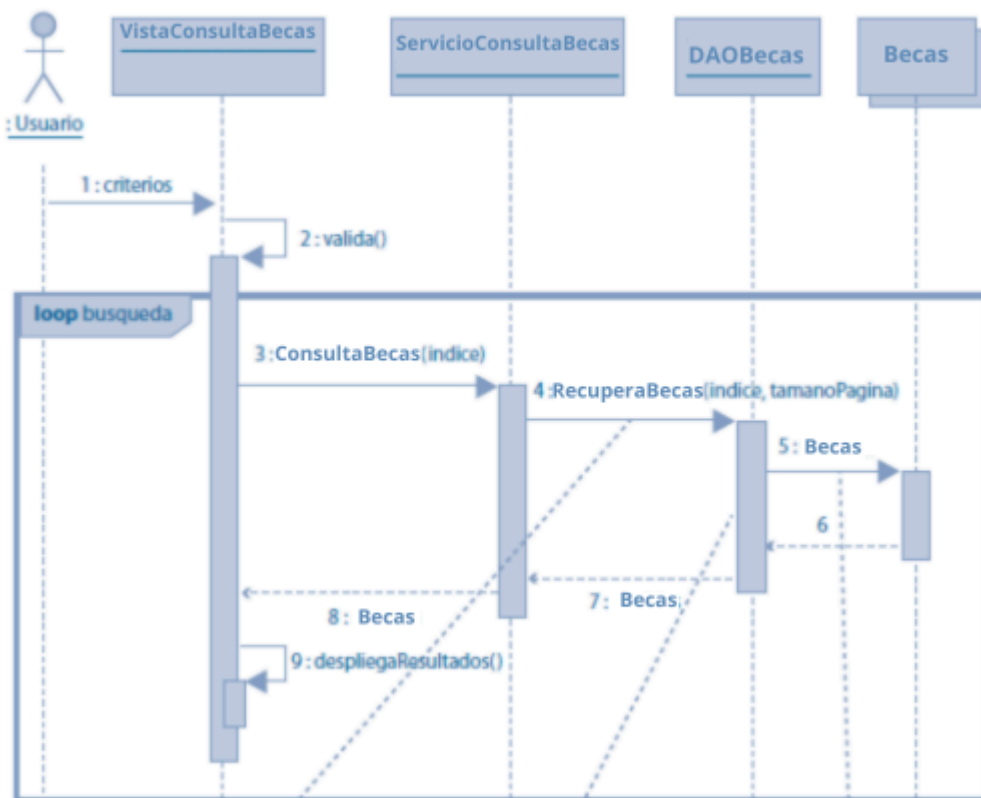 VistaConsultaBecas
ServicioConsultaBecas
DAOBecas
Becas
: Usuario
1 : criterios
2 : valida()
loop busqueda
3 :ConsultaBecas(indice)
4 :RecuperaBecas(indice, tamanoPagina)
5 : Becas
6
7: Becas
8 : Becas
9 : despliegaResultados()